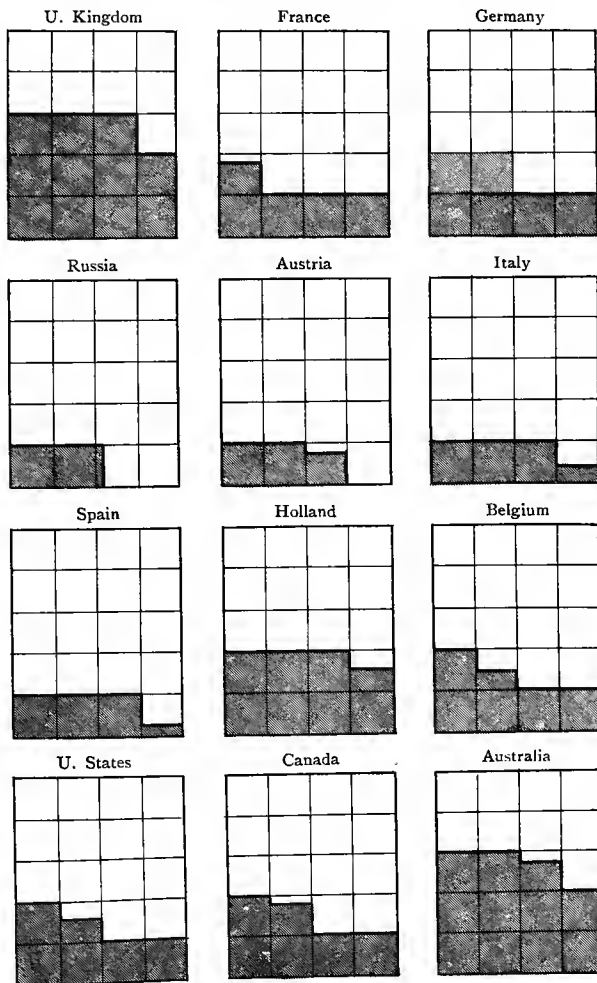 U. Kingdom
France
Germany
Russia
Austria
Italy
Spain
Holland
Belgium
U. States
Canada
Australia